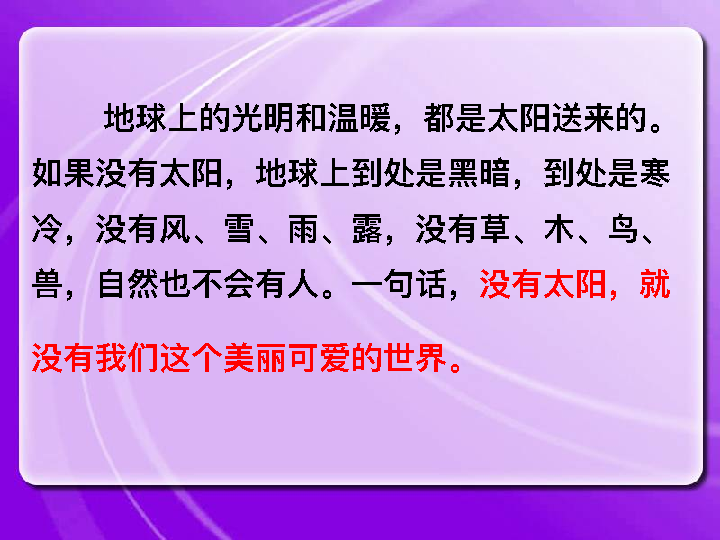 地球上的光明和温暖，都是太阳送来的。
如果没有太阳，地球上到处是黑暗，到处是寒
冷，没有风、雪、雨、露，没有草、木、鸟、
兽，自然也不会有人。一句话，没有太阳，就
没有我们这个美丽可爱的世界。